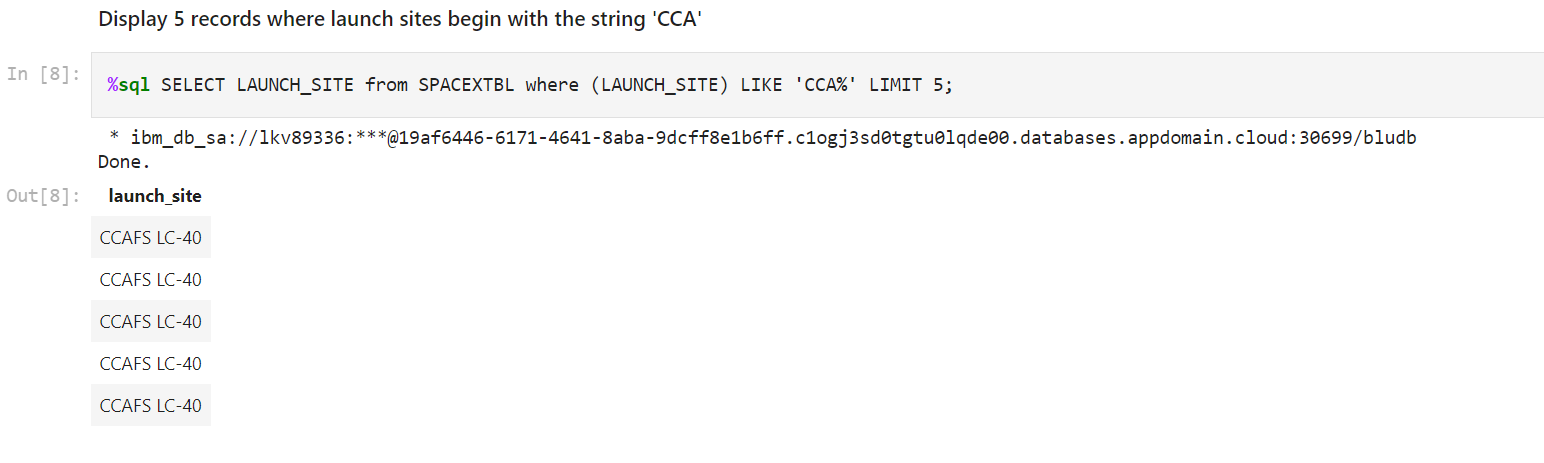 Display 5 records where launch sites begin with the string 'CCA'
In [8]: %sql SELECT LAUNCH_SITE from SPACEXTBL where (LAUNCH_SITE) LIKE 'CCA%' LIMIT 5;
* ibm_db_sa://lkv89336:***@19af6446-6171-4641-8aba-9dcff8e1b6ff.c1ogj3sd0tgtu0lqde00.databases.appdomain.cloud:30699/bludb
Done.
Out[8]: launch_site
CCAFS LC-40
CCAFS LC-40
CCAFS LC-40
CCAFS LC-40
CCAFS LC-40